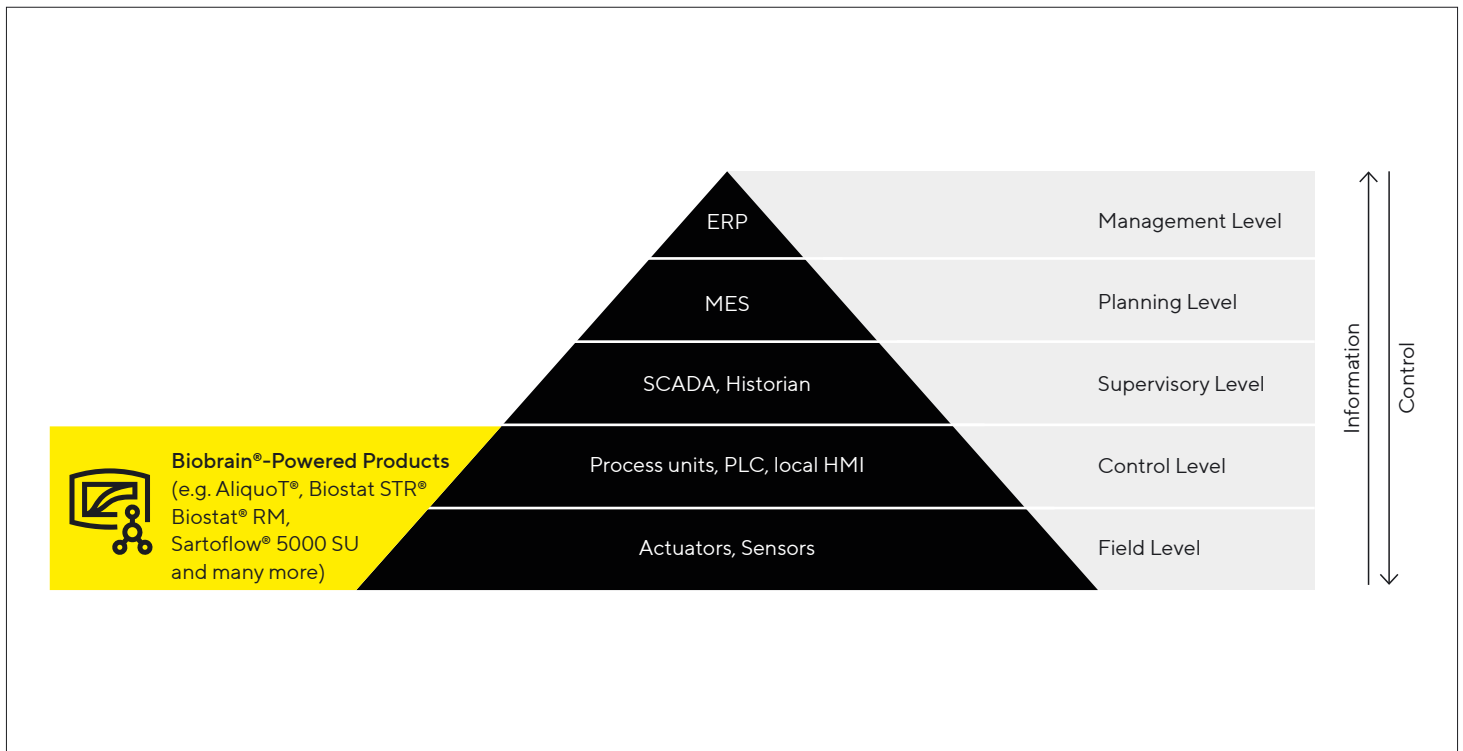 ERP
Management Level
MES
Planning Level
SCADA, Historian
Supervisory Level
Biobrain®-Powered Products
(e.g. AliquoT®, Biostat STR®
Biostat® RM,
Sartoflow® 5000 SU
and many more)
Process units, PLC, local HMI
Control Level
Actuators, Sensors
Field Level
Information
Control